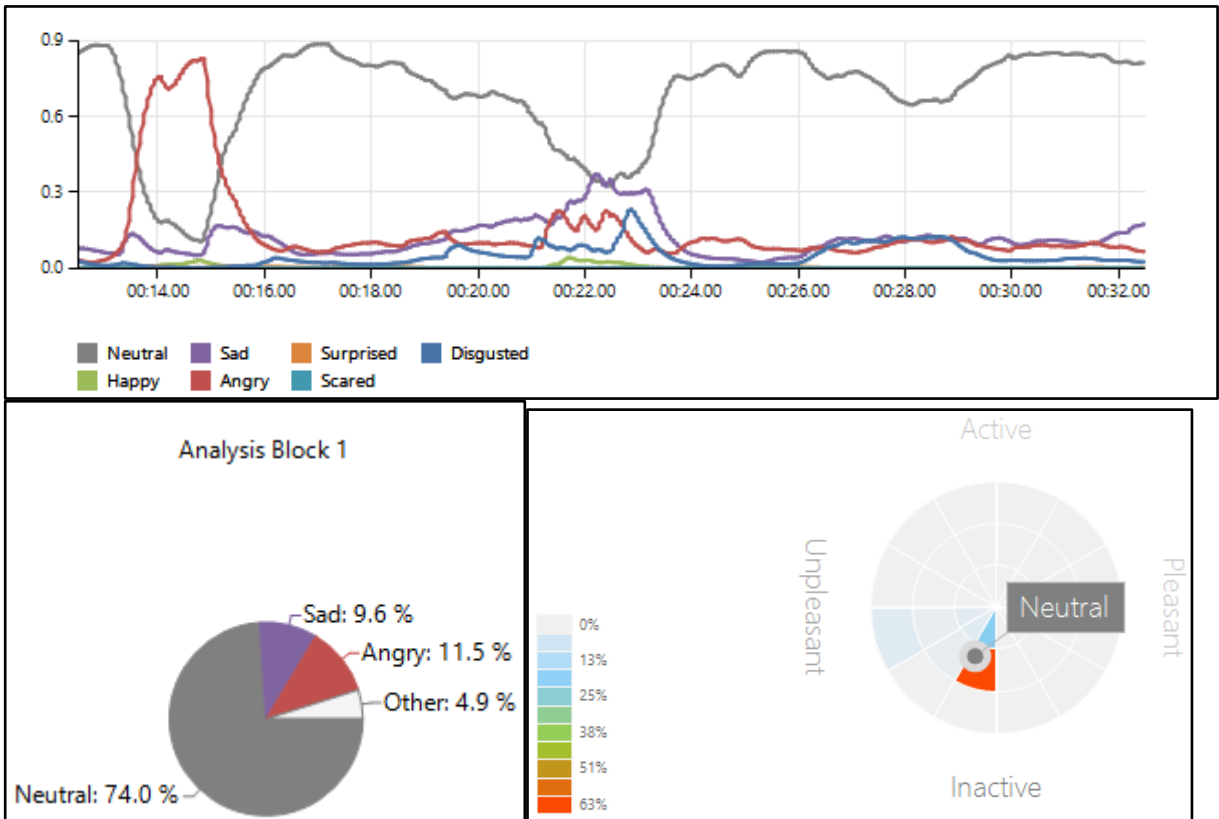 0.9
0.6
0.3
0.0
00:14.00 00:16.00 00:18.00 00:20.00 00:22.00 00:24.00 00:26.00 00:28.00 00:30.00 00:32.00
Neutral Sad Surprised Disgusted
Happy Angry Scared
Analysis Block 1
Sad: 9.6 %
Angry: 11.5 %
Other: 4.9 %
Neutral: 74.0 %
Active
Unpleasant
Pleasant
Neutral
Inactive
0%
13%
25%
38%
51%
63%